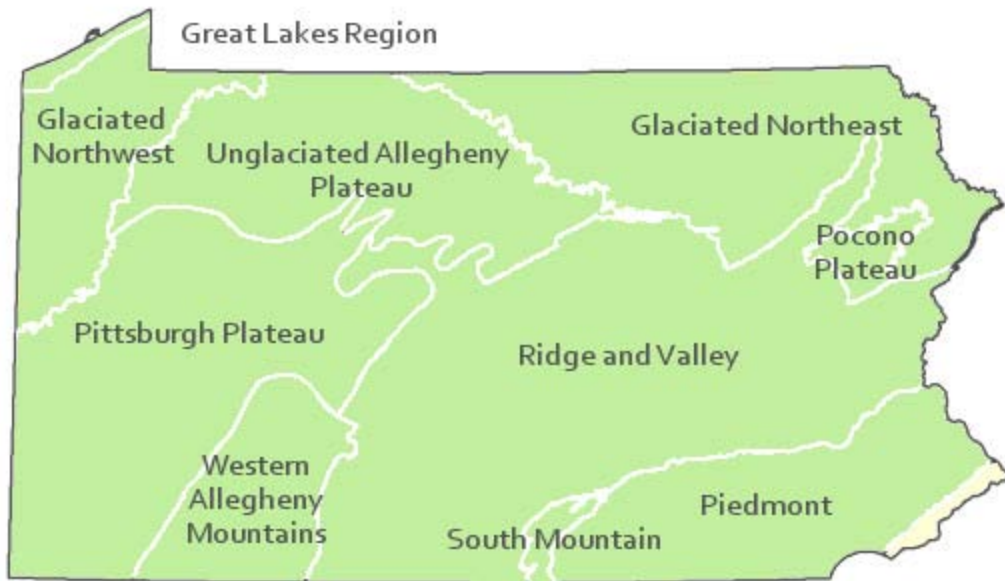 Great Lakes Region
Glaciated
Northwest
Unglaciated Allegheny
Plateau
Glaciated Northeast
Pocono
Plateau
Pittsburgh Plateau
Ridge and Valley
Western
Allegheny
Mountains
South Mountain
Piedmont